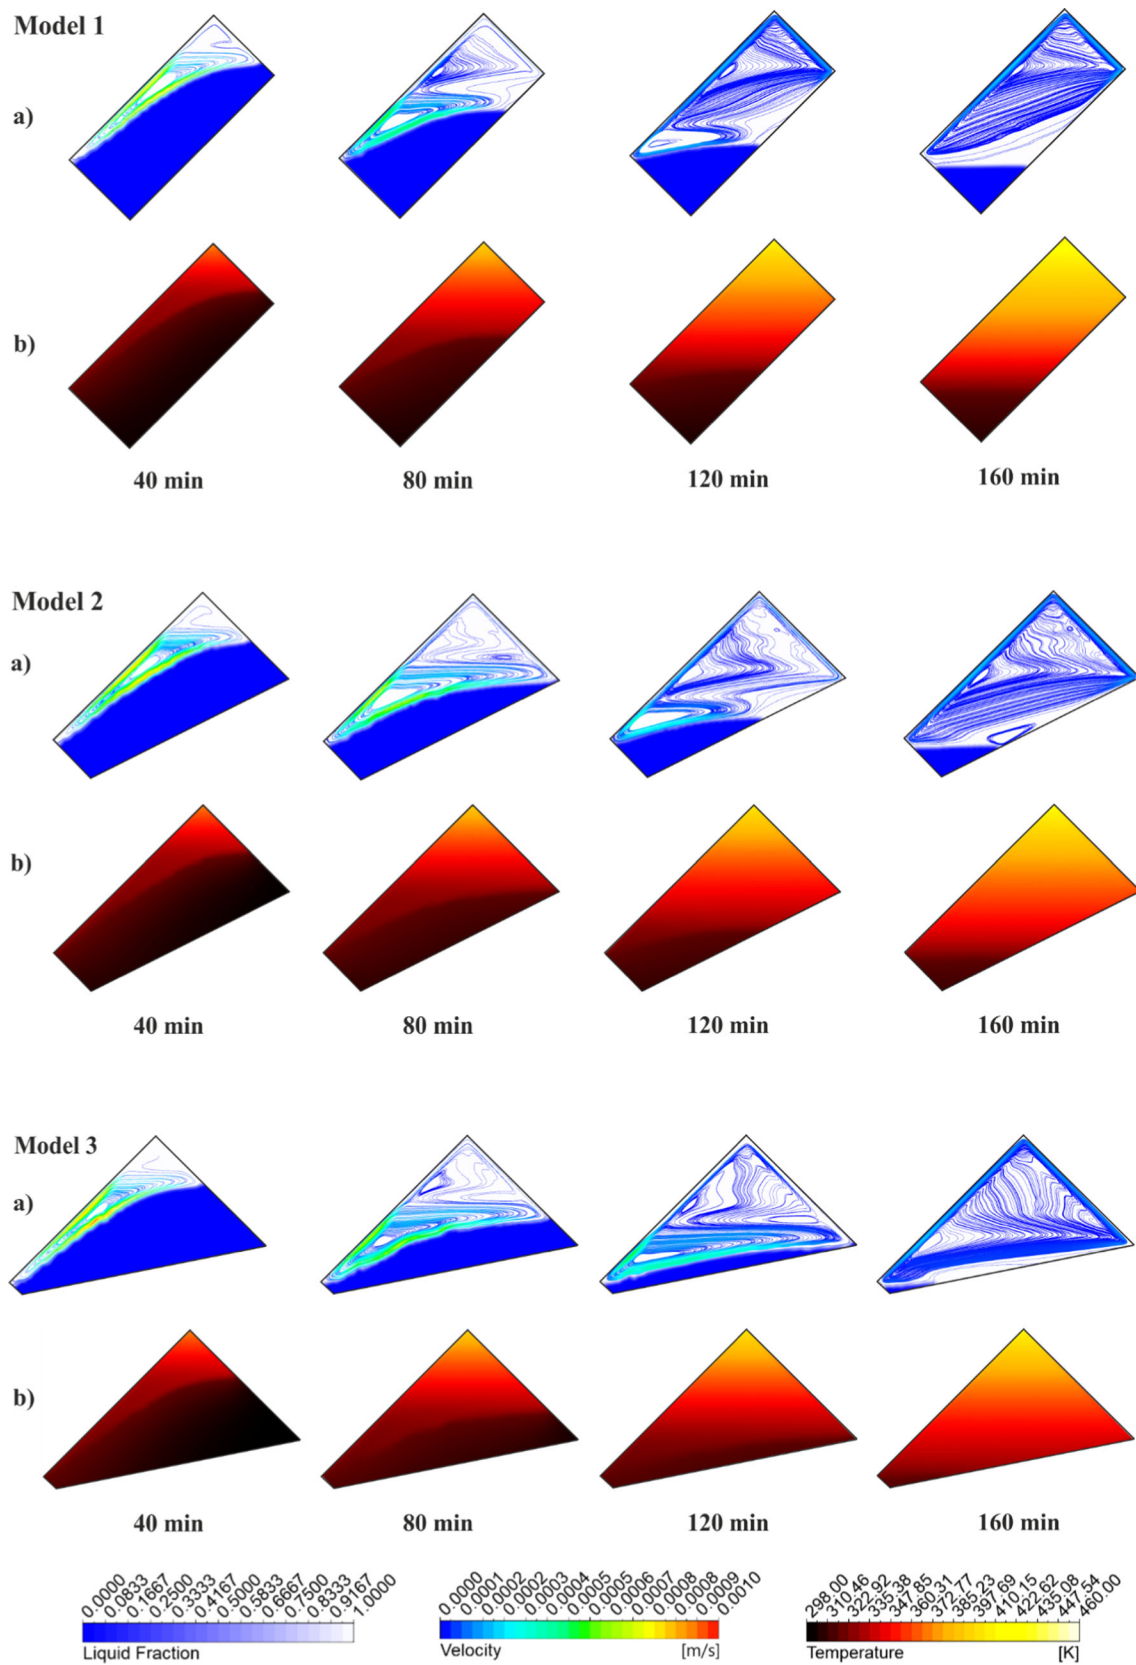 Model 1
a)
b)
40 min
80 min
120 min
160 min
Model 2
a)
b)
40 min
80 min
120 min
160 min
Model 3
a)
b)
40 min
80 min
120 min
160 min
0.0000 0.0833 0.1667 0.2500 0.3333 0.4167 0.5000 0.5833 0.6667 0.7500 0.8333 0.9167 1.0000
Liquid Fraction
0.0000 0.0001 0.0002 0.0002 0.0003 0.0004 0.0005 0.0006 0.0007 0.0008 0.0008 0.0009 0.0010
Velocity [m/s]
298.00 310.46 322.92 335.38 347.85 360.31 372.77 385.23 397.69 410.15 422.62 435.08 447.54 460.00
Temperature [K]